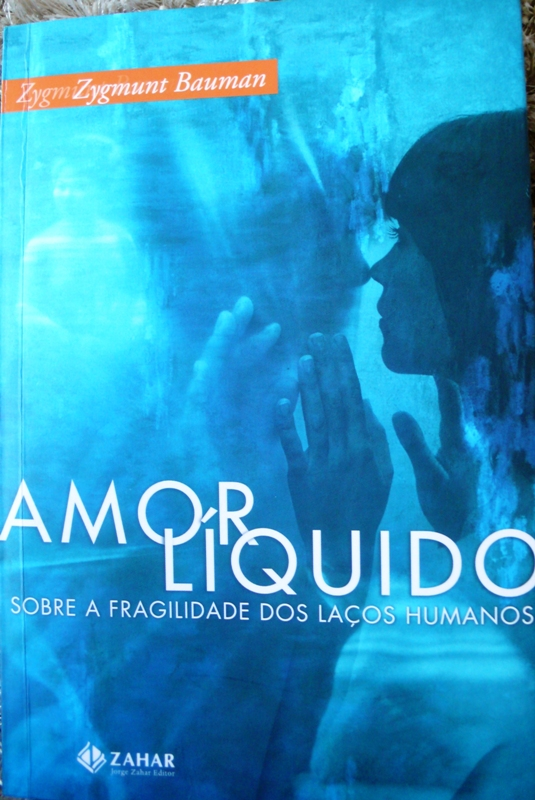 Zygmunt Bauman
AMOR
LÍQUIDO
SOBRE A FRAGILIDADE DOS LAÇOS HUMANOS
ZAHAR
Jorge Zahar Editor